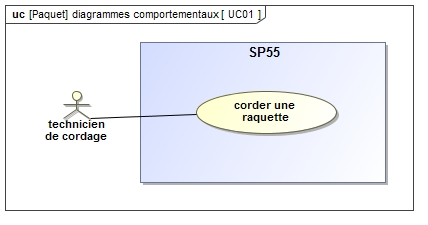 uc [Paquet] diagrammes comportementaux [ UC01 ]
SP55
corder une
raquette
technicien
de cordage